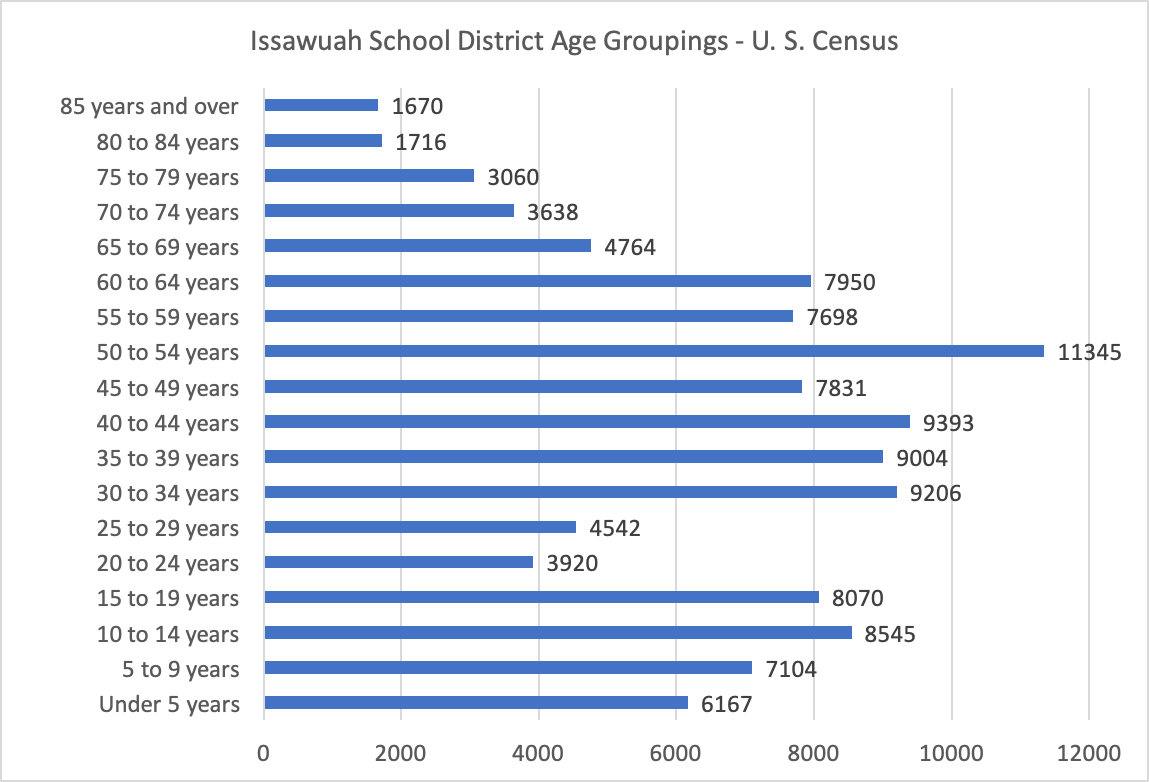 Issawuah School District Age Groupings - U. S. Census
85 years and over 1670
80 to 84 years 1716
75 to 79 years 3060
70 to 74 years 3638
65 to 69 years 4764
60 to 64 years 7950
55 to 59 years 7698
50 to 54 years 11345
45 to 49 years 7831
40 to 44 years 9393
35 to 39 years 9004
30 to 34 years 9206
25 to 29 years 4542
20 to 24 years 3920
15 to 19 years 8070
10 to 14 years 8545
5 to 9 years 7104
Under 5 years 6167
0 2000 4000 6000 8000 10000 12000